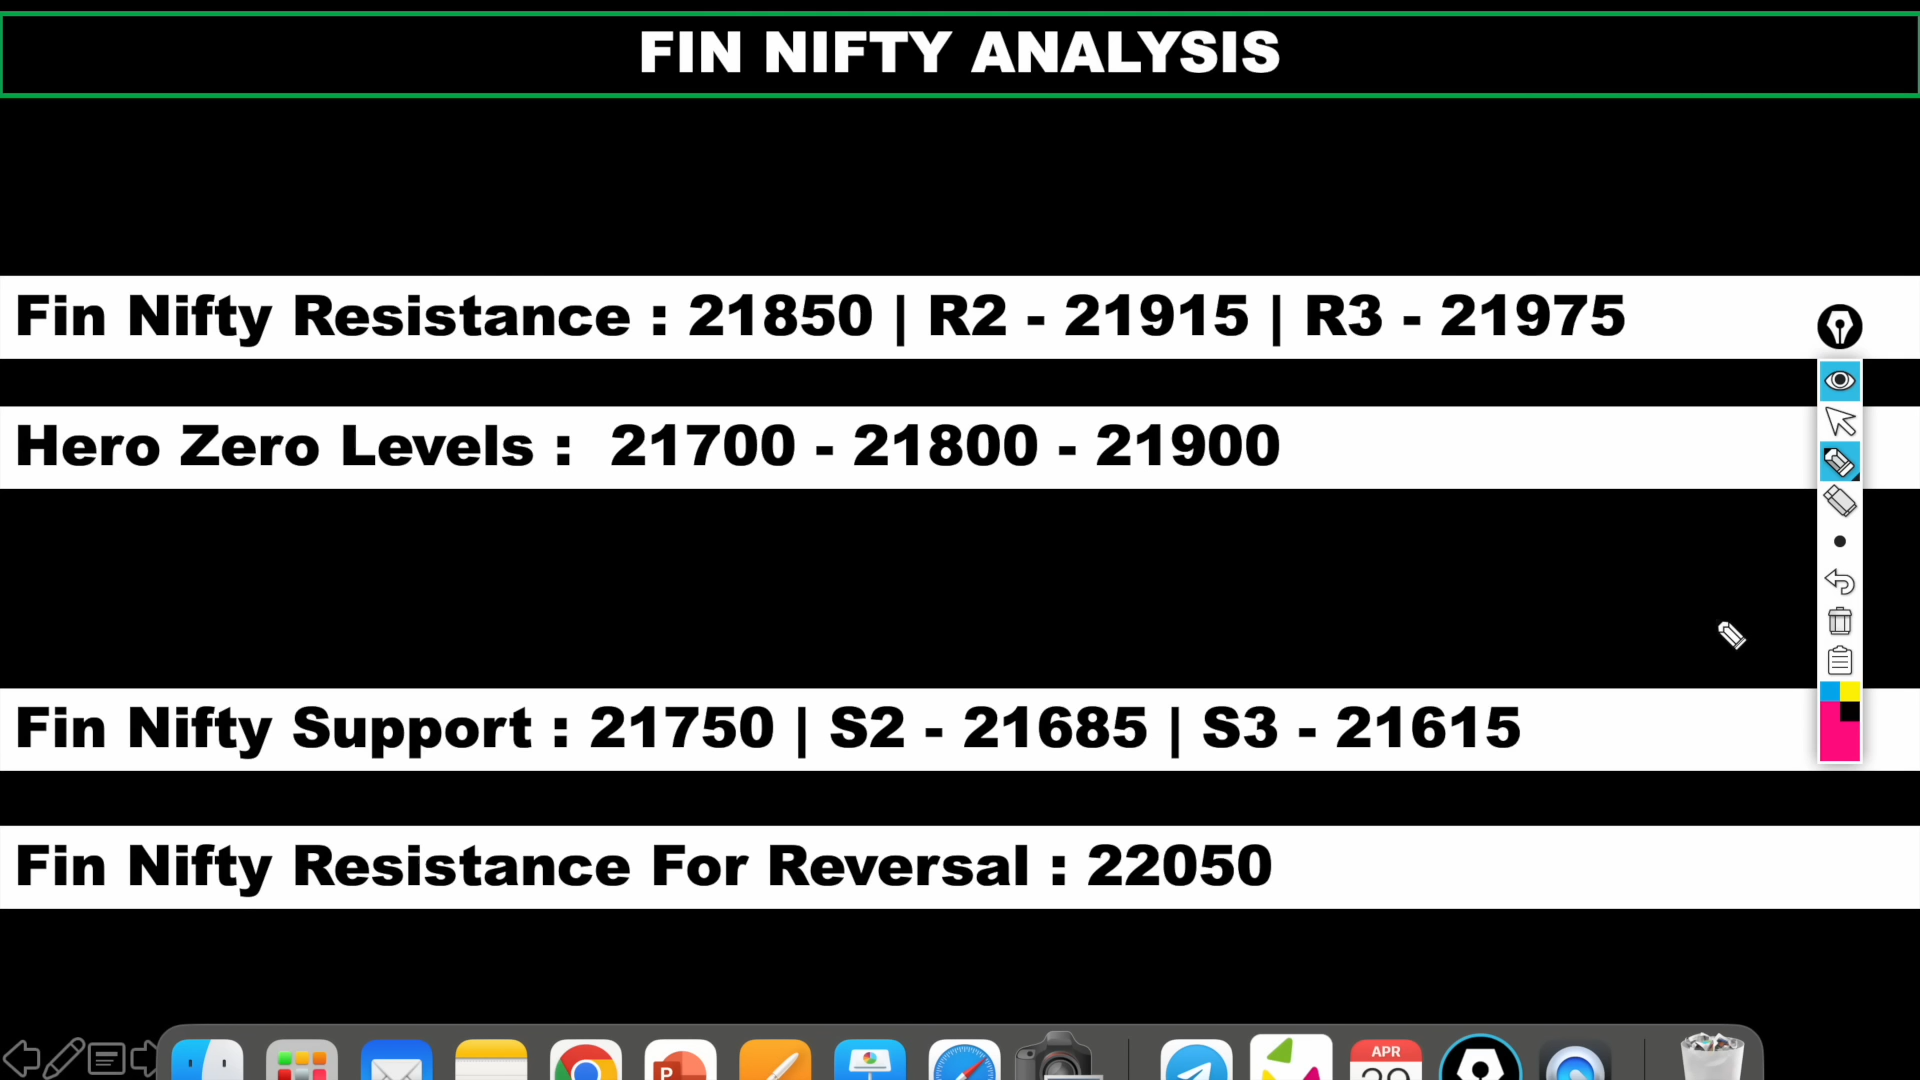 FIN NIFTY ANALYSIS
Fin Nifty Resistance : 21850 | R2 - 21915 | R3 - 21975
Hero Zero Levels : 21700 - 21800 - 21900
Fin Nifty Support : 21750 | S2 - 21685 | S3 - 21615
Fin Nifty Resistance For Reversal : 22050
P
APR